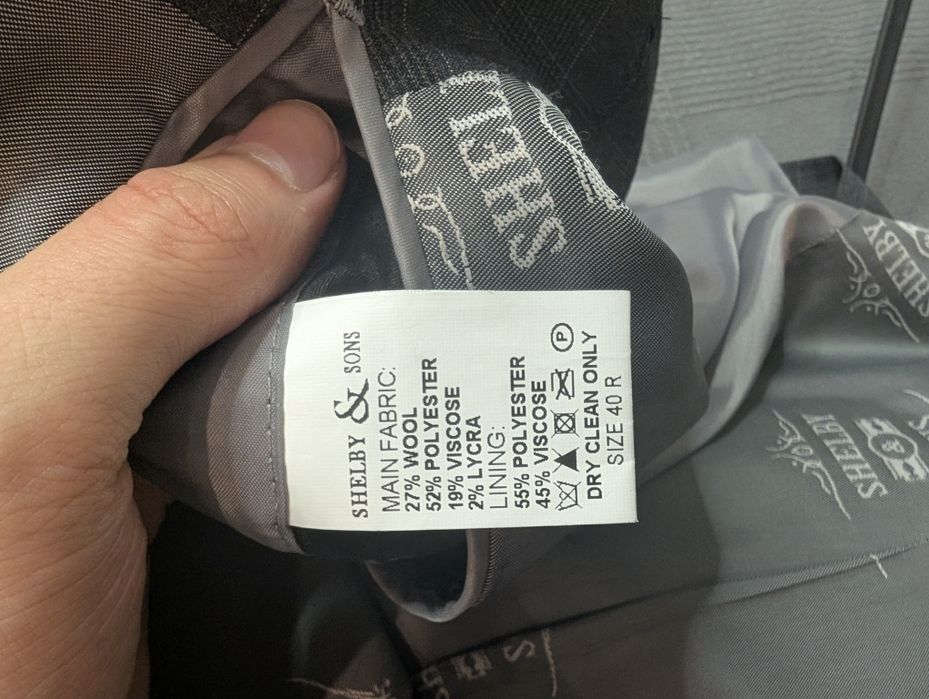 SHELBY & SONS
MAIN FABRIC:
27% WOOL
52% POLYESTER
19% VISCOSE
2% LYCRA
LINING:
55% POLYESTER
45% VISCOSE
P
DRY CLEAN ONLY
SIZE 40 R
SHEL
SHELBY
SHELBY